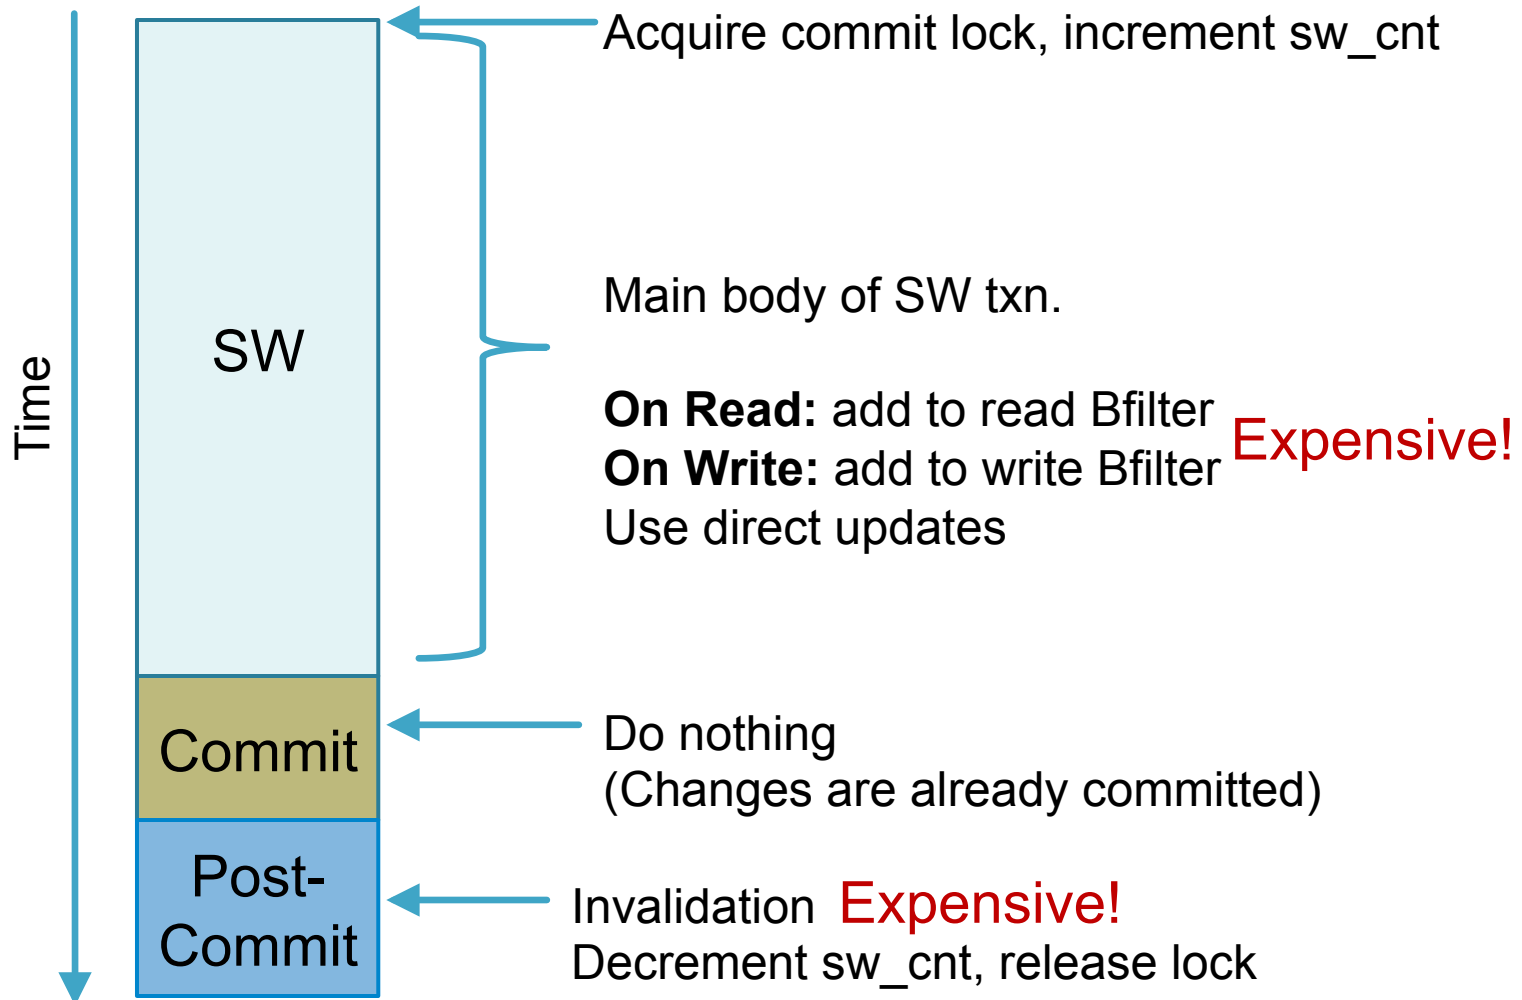 Acquire commit lock, increment sw_cnt
Time
SW
Main body of SW txn.
On Read: add to read Bfilter
On Write: add to write Bfilter
Expensive!
Use direct updates
Commit
Do nothing
(Changes are already committed)
Post-
Commit
Invalidation Expensive!
Decrement sw_cnt, release lock